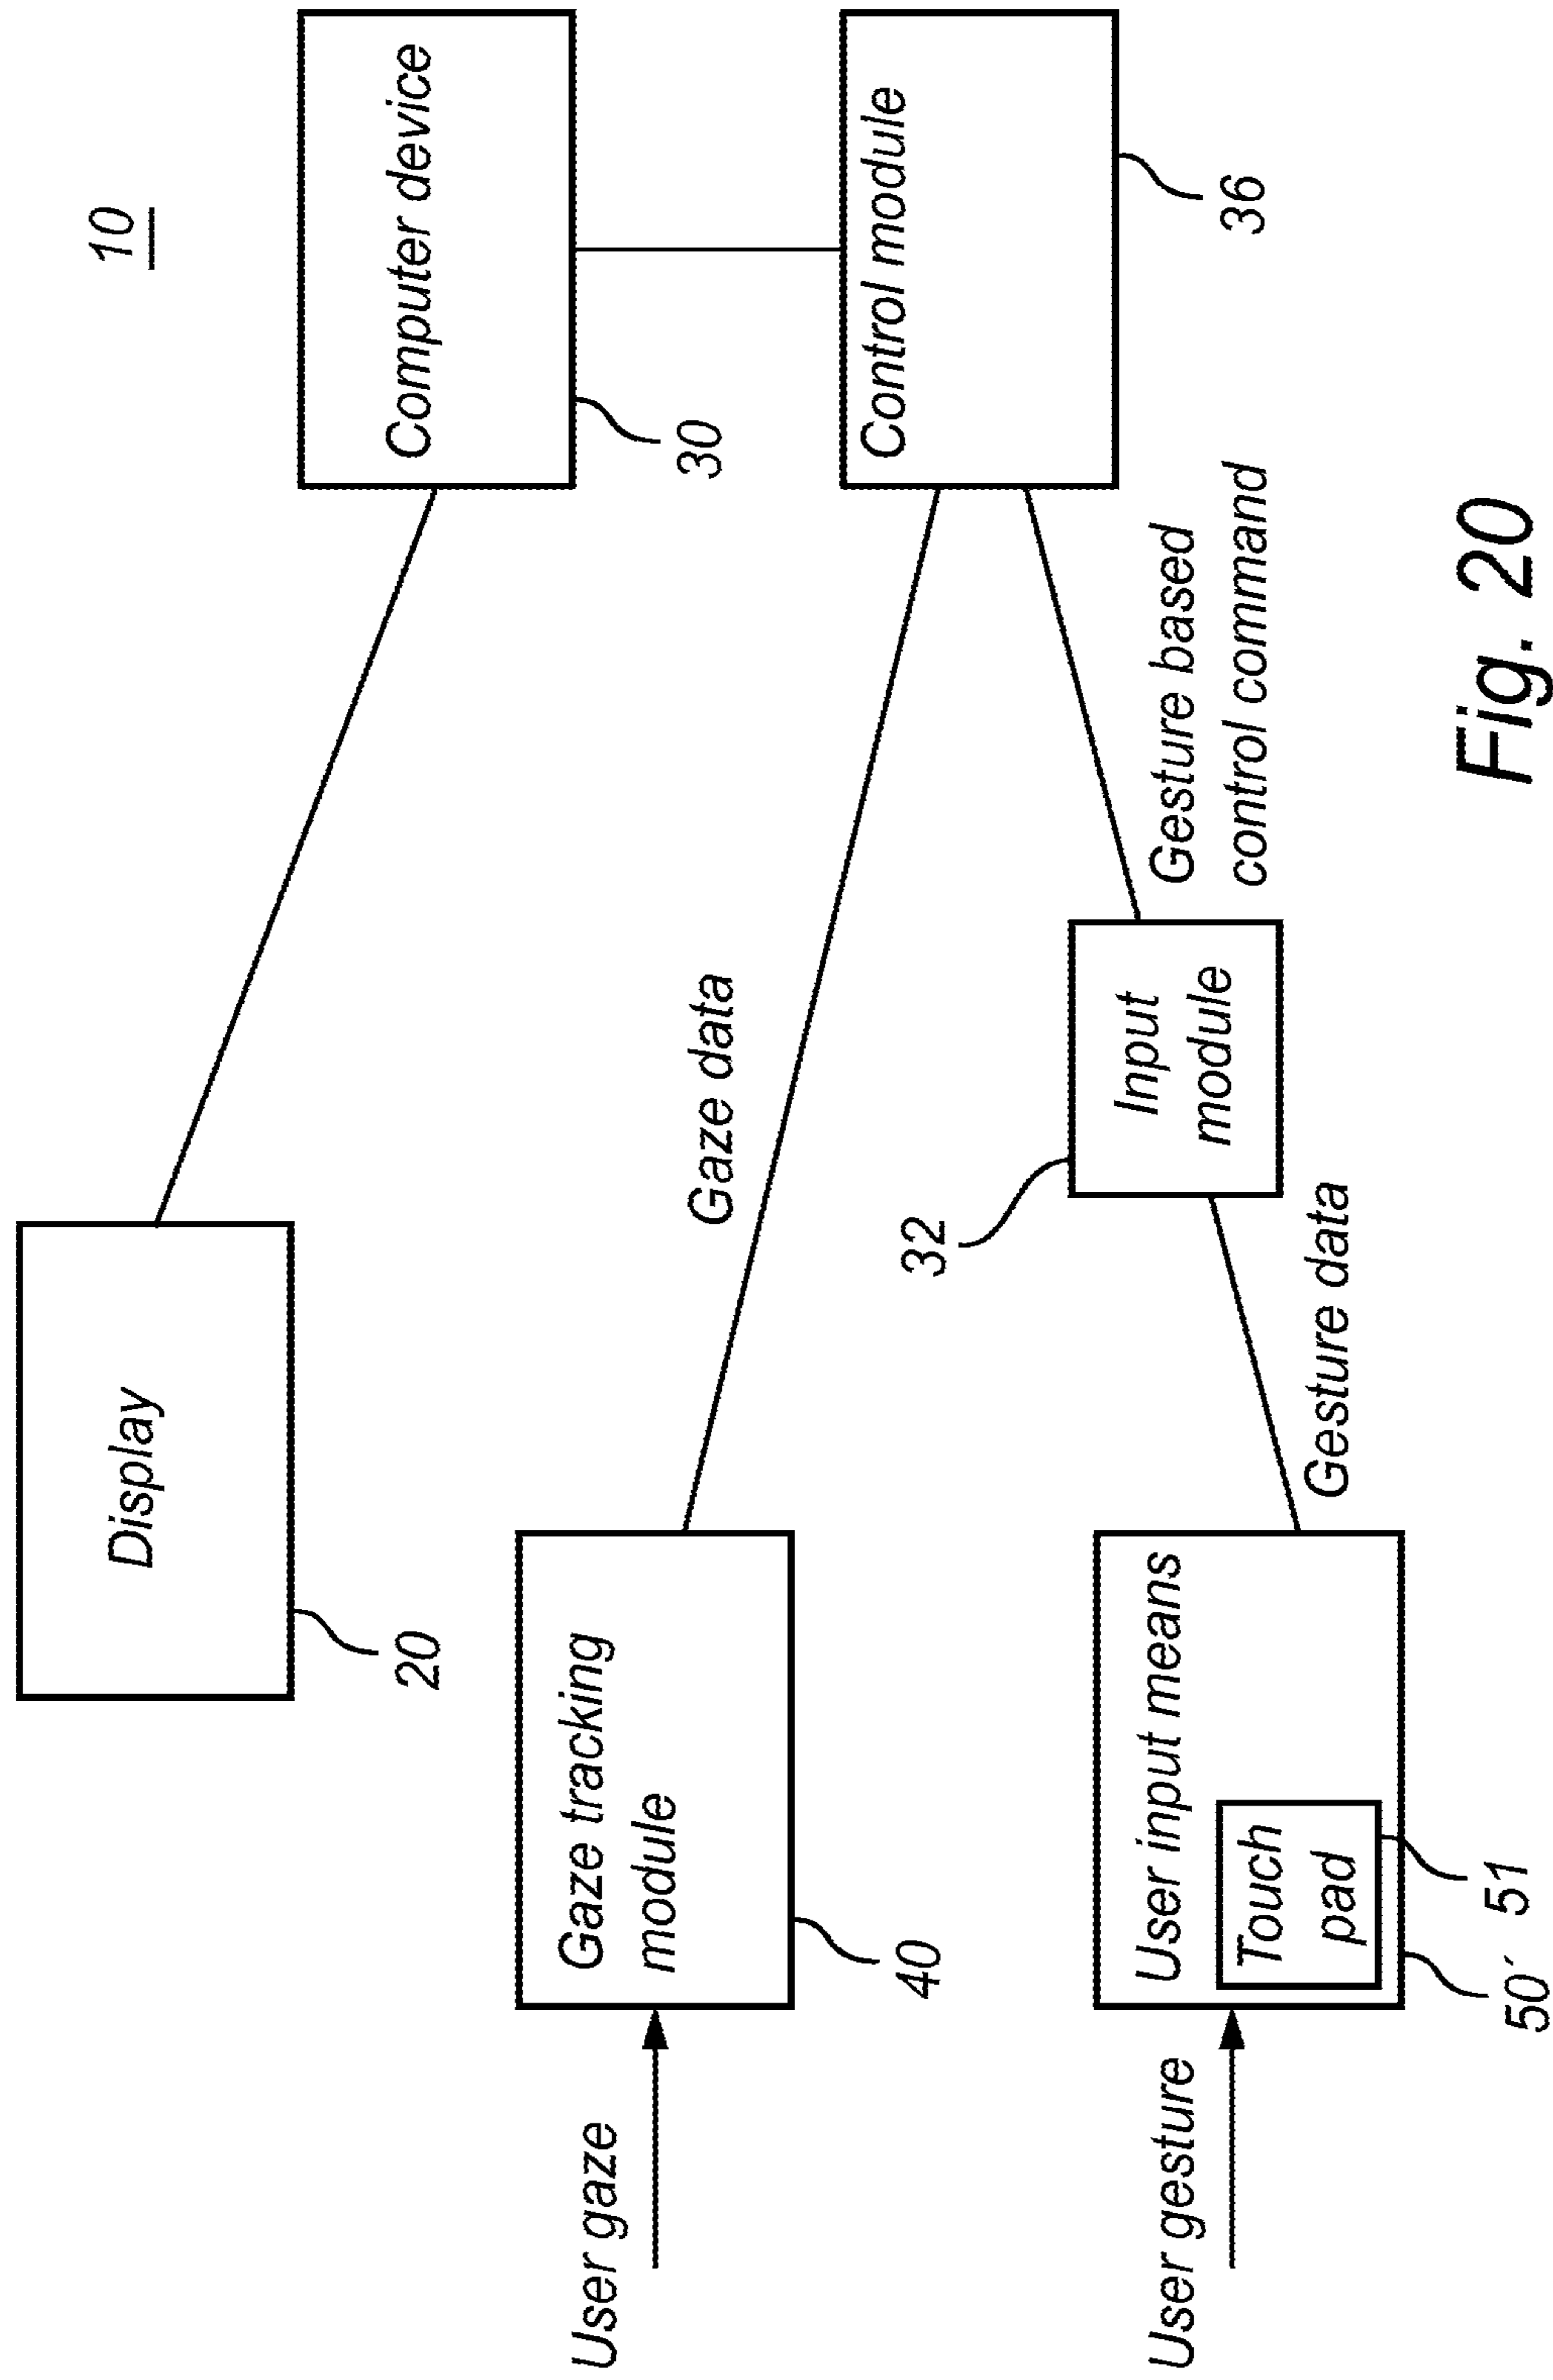 10
Display
20
Computer device
30
User gaze
Gaze tracking
module
40
Gaze data
Control module
36
User gesture
User input means
Touch
pad
51
50´
Gesture data
32
Input
module
Gesture based
control command
Fig. 20